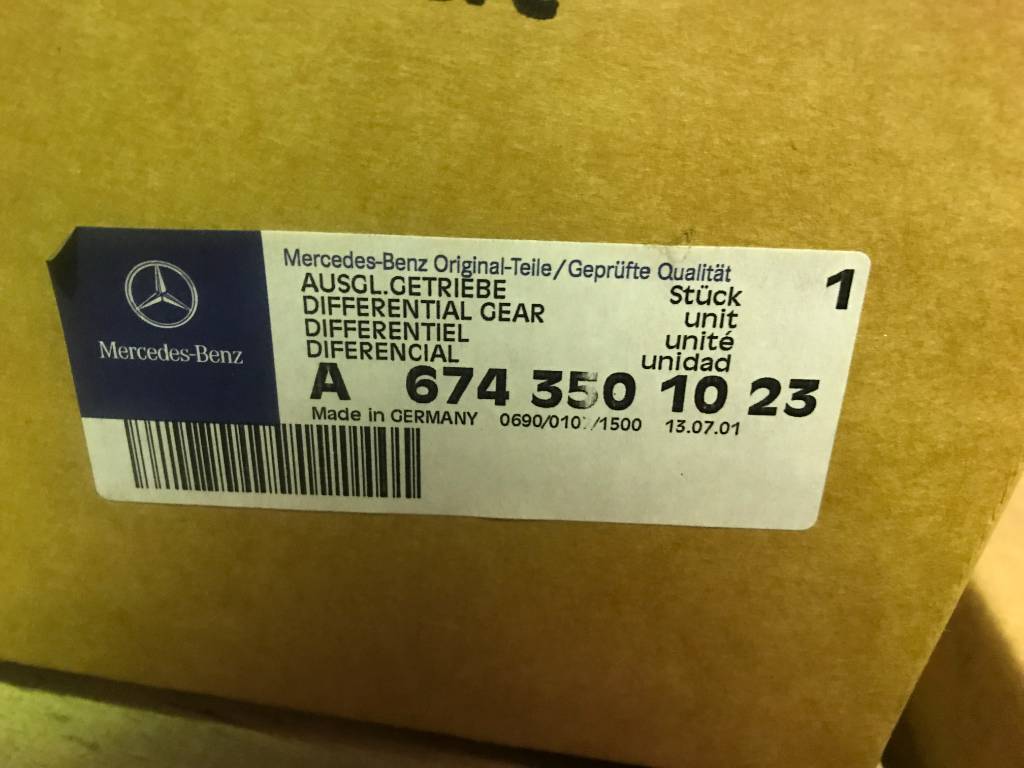 Mercedes-Benz
Mercedes-Benz Original-Teile/Geprüfte Qualität
AUSGL.GETRIEBE Stück 1
DIFFERENTIAL GEAR unit
DIFFERENTIEL unité
DIFERENCIAL unidad
A 674 350 10 23
Made in GERMANY 13.07.01